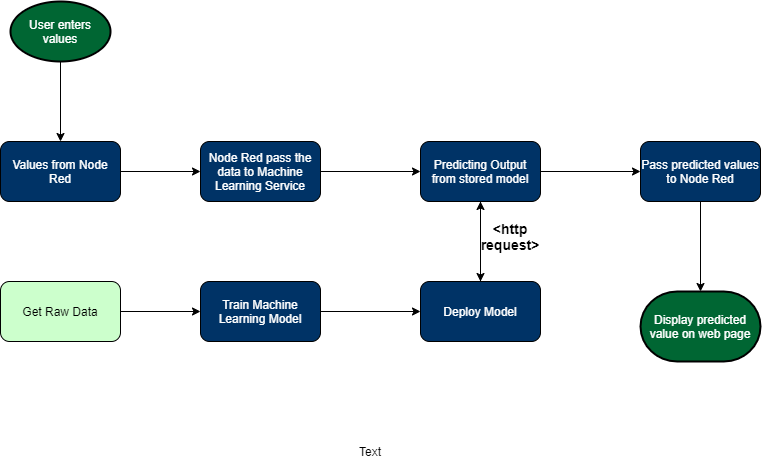 User enters
values
Values from Node
Red
Node Red pass the
data to Machine
Learning Service
Predicting Output
from stored model
Pass predicted values
to Node Red
<http
request>
Get Raw Data
Train Machine
Learning Model
Deploy Model
Display predicted
value on web page
Text